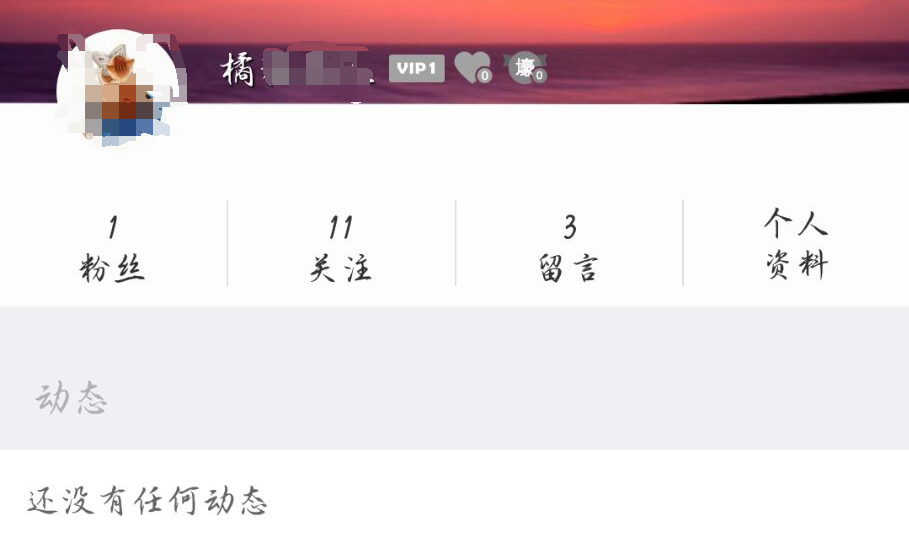 橘 VIP1 0 壕 0
1 11 3 个人
粉丝 关注 留言 资料
动态
还没有任何动态